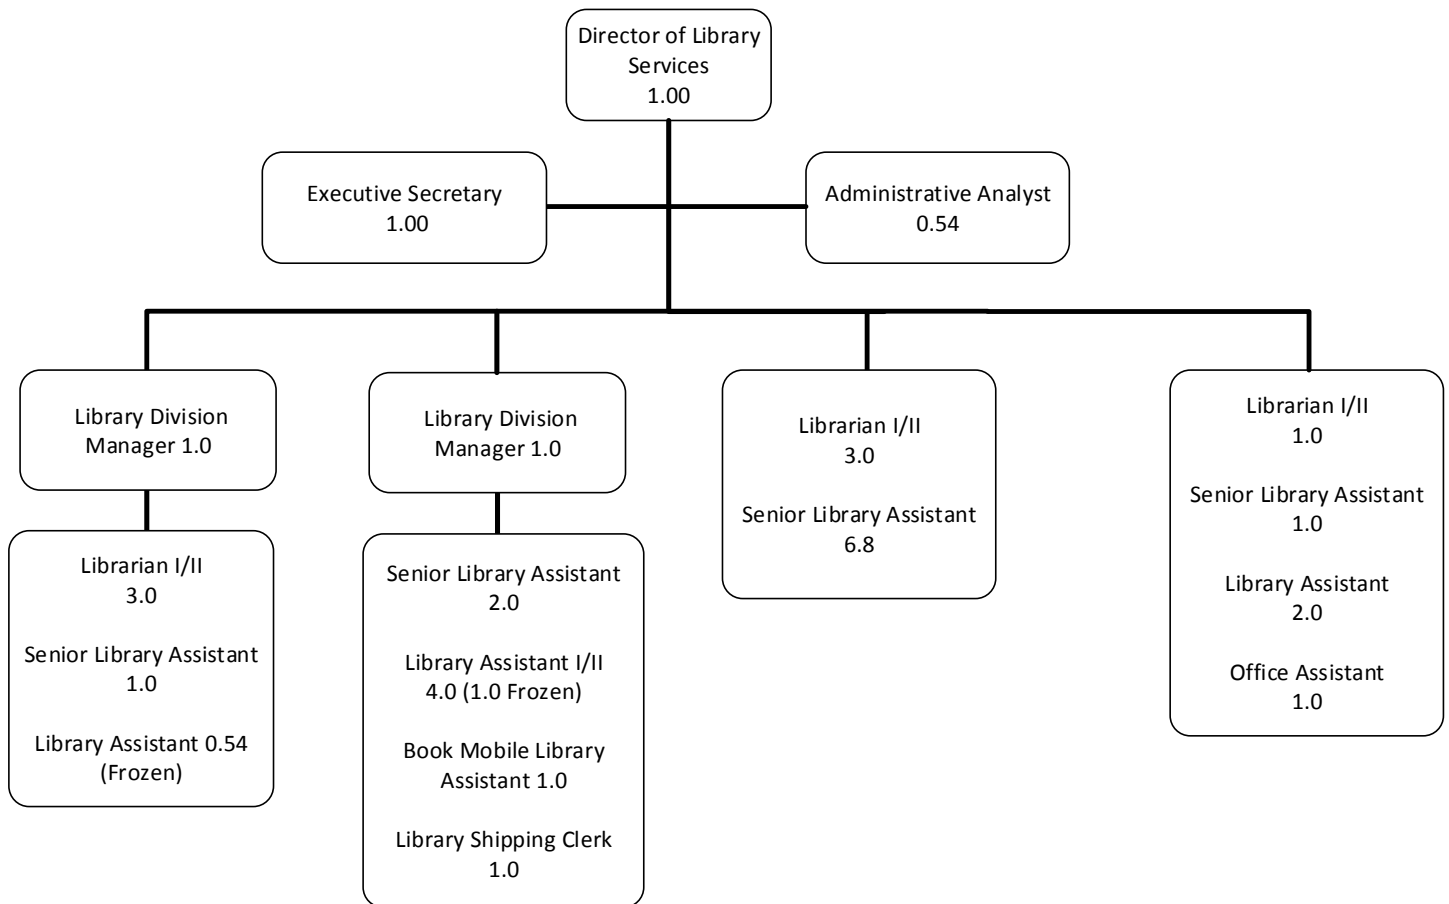 Director of Library
Services
1.00
Executive Secretary
1.00
Administrative Analyst
0.54
Library Division
Manager 1.0
Library Division
Manager 1.0
Librarian I/II
3.0
Senior Library Assistant
6.8
Librarian I/II
1.0
Senior Library Assistant
1.0
Library Assistant
2.0
Office Assistant
1.0
Librarian I/II
3.0
Senior Library Assistant
1.0
Library Assistant 0.54
(Frozen)
Senior Library Assistant
2.0
Library Assistant I/II
4.0 (1.0 Frozen)
Book Mobile Library
Assistant 1.0
Library Shipping Clerk
1.0